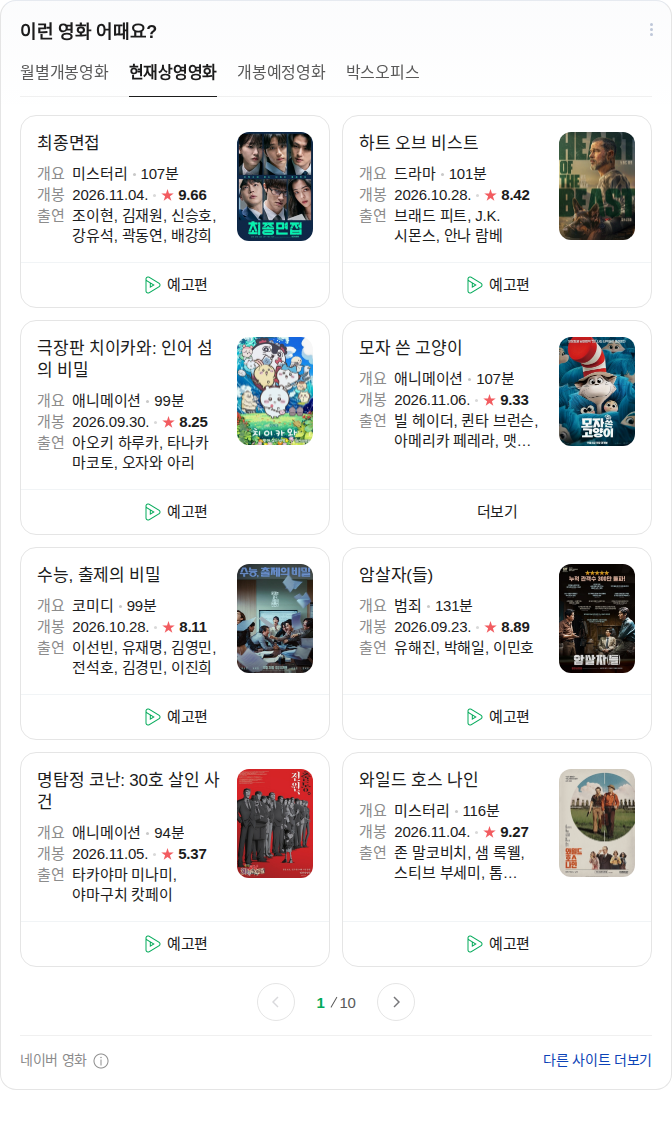 이런 영화 어때요?
월별개봉영화 현재상영영화 개봉예정영화 박스오피스
최종면접
개요 미스터리 · 107분
개봉 2026.11.04. · ★ 9.66
출연 조이현, 김재원, 신승호,
강유석, 곽동연, 배강희
최종면접
예고편
하트 오브 비스트
개요 드라마 · 101분
개봉 2026.10.28. · ★ 8.42
출연 브래드 피트, J.K.
시몬스, 안나 람베
HEART
OF
THE
BEAST
예고편
극장판 치이카와: 인어 섬
의 비밀
개요 애니메이션 · 99분
개봉 2026.09.30. · ★ 8.25
출연 아오키 하루카, 타나카
마코토, 오자와 아리
치이카와
예고편
모자 쓴 고양이
개요 애니메이션 · 107분
개봉 2026.11.06. · ★ 9.33
출연 빌 헤이더, 퀸타 브런슨,
아메리카 페레라, 맷...
모자 쓴
고양이
더보기
수능, 출제의 비밀
개요 코미디 · 99분
개봉 2026.10.28. · ★ 8.11
출연 이선빈, 유재명, 김영민,
전석호, 김경민, 이진희
수능, 출제의 비밀
예고편
암살자(들)
개요 범죄 · 131분
개봉 2026.09.23. · ★ 8.89
출연 유해진, 박해일, 이민호
★★★★★
누적 관객수 300만 돌파!
암살자(들)
예고편
명탐정 코난: 30호 살인 사
건
개요 애니메이션 · 94분
개봉 2026.11.05. · ★ 5.37
출연 타카야마 미나미,
야마구치 캇페이
예고편
와일드 호스 나인
개요 미스터리 · 116분
개봉 2026.11.04. · ★ 9.27
출연 존 말코비치, 샘 록웰,
스티브 부세미, 톰...
와일드
호스
나인
예고편
1 / 10
네이버 영화
다른 사이트 더보기